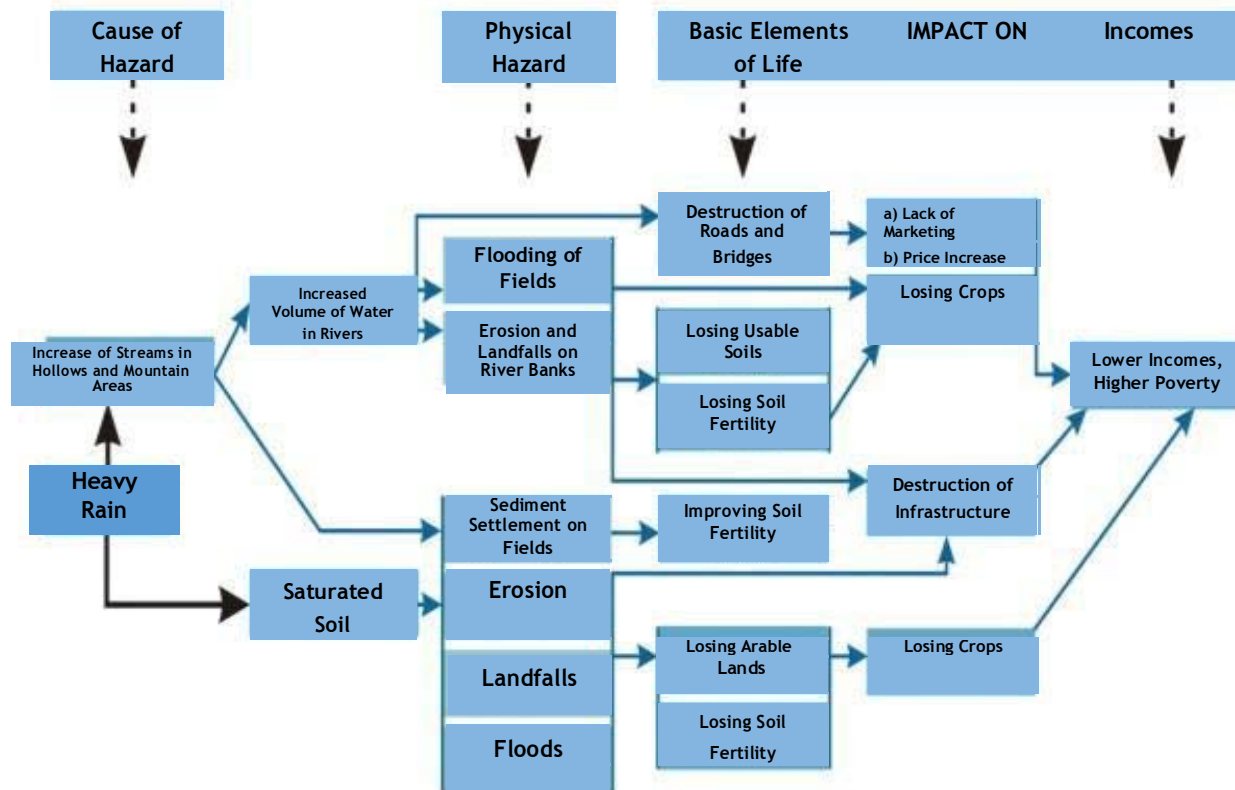 Cause of
Hazard
Physical
Hazard
Basic Elements
of Life
IMPACT ON
Incomes
Destruction of
Roads and
Bridges
a) Lack of
Marketing
b) Price Increase
Flooding of
Fields
Increased
Volume of Water
in Rivers
Losing Crops
Erosion and
Landfalls on
River Banks
Losing Usable
Soils
Increase of Streams in
Hollows and Mountain
Areas
Lower Incomes,
Higher Poverty
Losing Soil
Fertility
Heavy
Rain
Destruction of
Infrastructure
Sediment
Settlement on
Fields
Improving Soil
Fertility
Saturated
Soil
Erosion
Losing Arable
Lands
Losing Crops
Landfalls
Losing Soil
Fertility
Floods